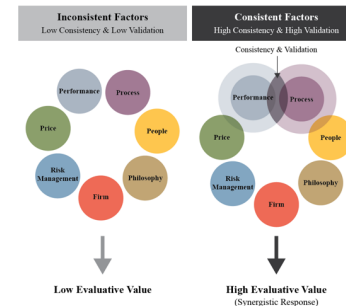 Inconsistent Factors
Low Consistency & Low Validation
Performance
Process
Price
People
Risk
Management
Philosophy
Firm
Low Evaluative Value
Consistent Factors
High Consistency & High Validation
Consistency & Validation
Performance
Process
Price
People
Risk
Management
Philosophy
Firm
High Evaluative Value
(Synergistic Response)